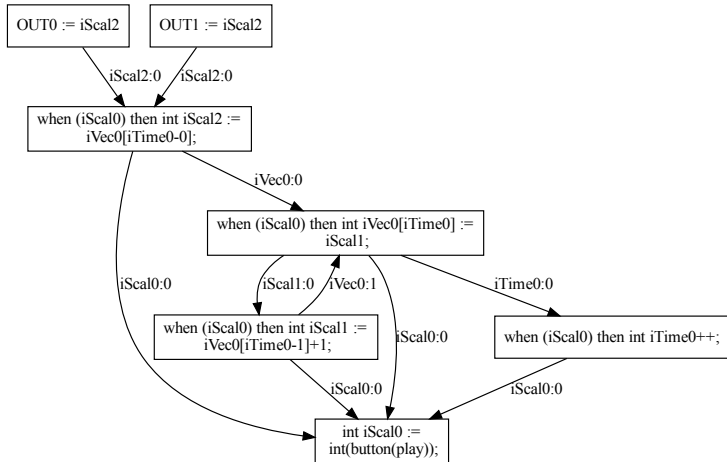 OUT0 := iScal2
OUT1 := iScal2
iScal2:0
iScal2:0
when (iScal0) then int iScal2 :=
iVec0[iTime0-0];
iVec0:0
when (iScal0) then int iVec0[iTime0] :=
iScal1;
iScal0:0
iScal1:0
iVec0:1
iTime0:0
when (iScal0) then int iScal1 :=
iVec0[iTime0-1]+1;
iScal0:0
when (iScal0) then int iTime0++;
iScal0:0
iScal0:0
int iScal0 :=
int(button(play));